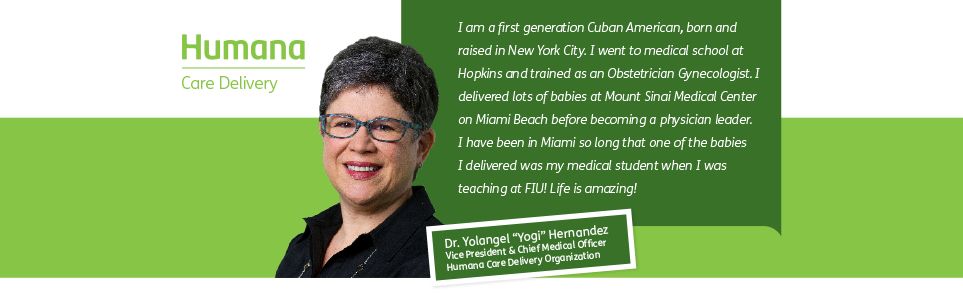 Humana
Care Delivery
I am a first generation Cuban American, born and
raised in New York City. I went to medical school at
Hopkins and trained as an Obstetrician Gynecologist. I
delivered lots of babies at Mount Sinai Medical Center
on Miami Beach before becoming a physician leader.
I have been in Miami so long that one of the babies
I delivered was my medical student when I was
teaching at FIU! Life is amazing!
Dr. Yolangel “Yogi” Hernandez
Vice President & Chief Medical Officer
Humana Care Delivery Organization